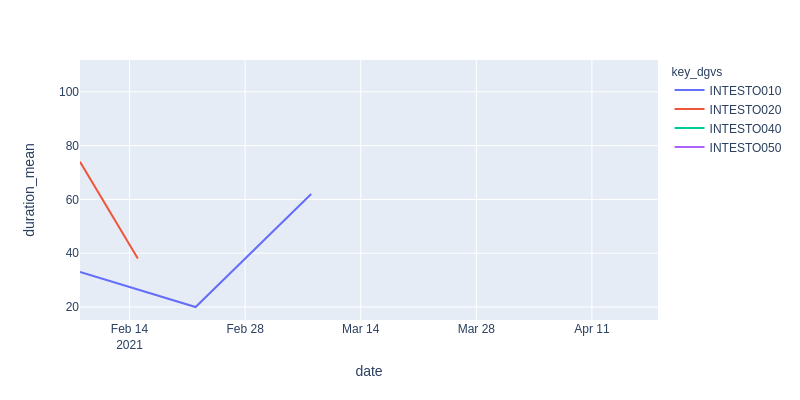 key_dgvs
INTESTO010
INTESTO020
INTESTO040
INTESTO050
duration_mean
100
80
60
40
20
Feb 14
2021
Feb 28
Mar 14
Mar 28
Apr 11
date